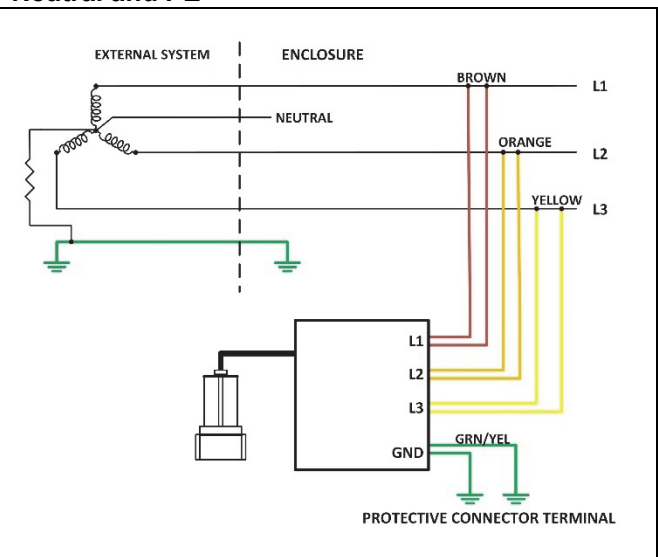 Neutral and PE
EXTERNAL SYSTEM
ENCLOSURE
BROWN
L1
NEUTRAL
ORANGE
L2
YELLOW
L3
L1
L2
L3
GRN/YEL
GND
PROTECTIVE CONNECTOR TERMINAL